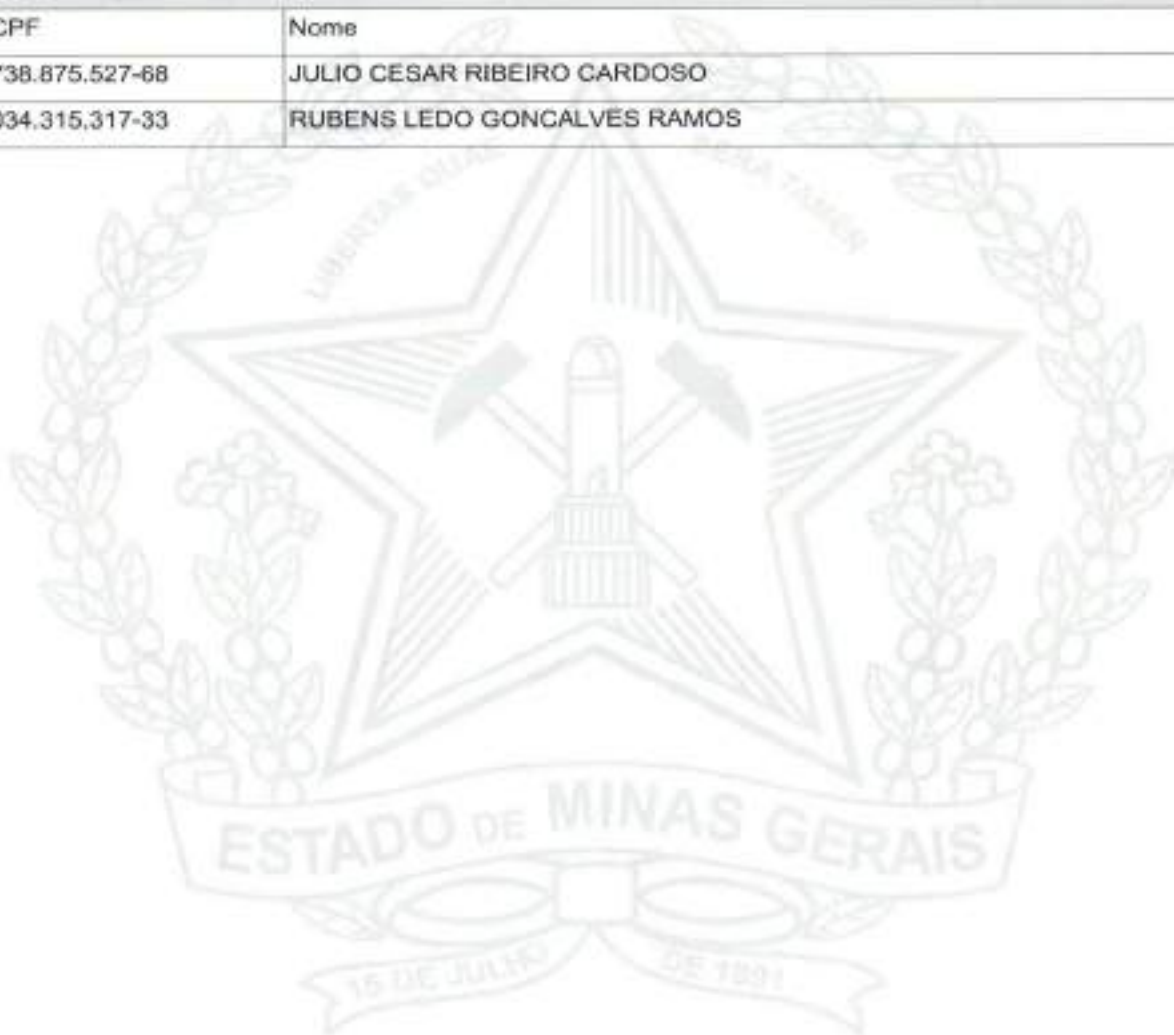 CPF Nome
738.875.527-68 JULIO CESAR RIBEIRO CARDOSO
034.315.317-33 RUBENS LEDO GONCALVES RAMOS
LIBERTAS QUAE SERA TAMEN
ESTADO DE MINAS GERAIS
15 DE JULHO DE 1891